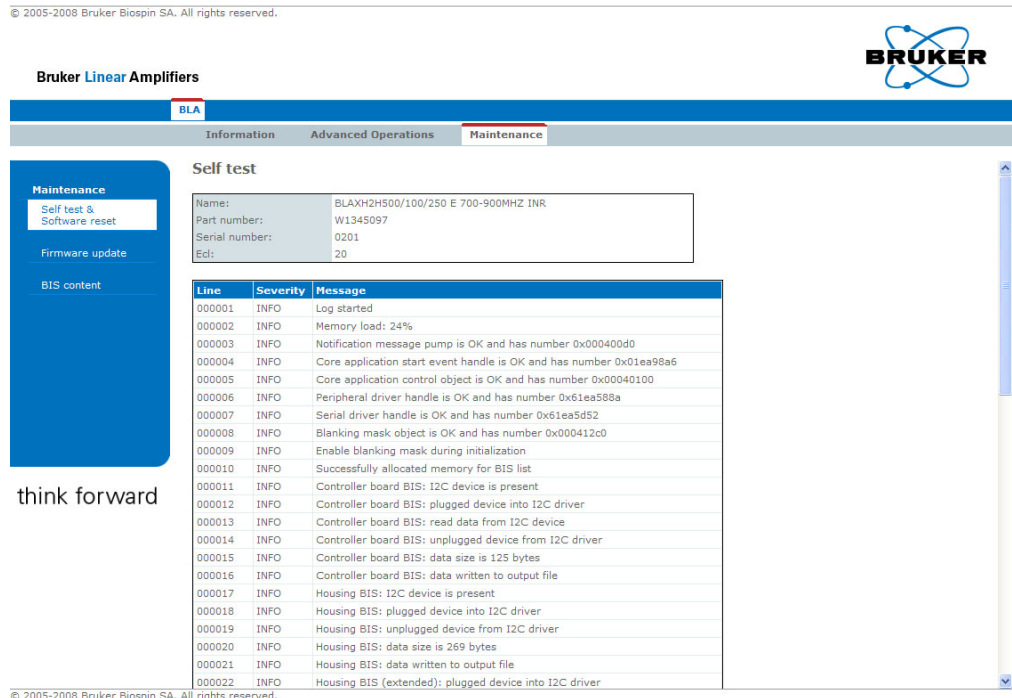 © 2005-2008 Bruker Biospin SA. All rights reserved.
BRUKER
Bruker Linear Amplifiers
BLA
Information Advanced Operations Maintenance
Maintenance
Self test &
Software reset
Firmware update
BIS content
think forward
Self test
Name: BLAXH2H500/100/250 E 700-900MHZ INR
Part number: W1345097
Serial number: 0201
Ecl: 20
Line Severity Message
000001 INFO Log started
000002 INFO Memory load: 24%
000003 INFO Notification message pump is OK and has number 0x000400d0
000004 INFO Core application start event handle is OK and has number 0x01ea98a6
000005 INFO Core application control object is OK and has number 0x00040100
000006 INFO Peripheral driver handle is OK and has number 0x61ea588a
000007 INFO Serial driver handle is OK and has number 0x61ea5d52
000008 INFO Blanking mask object is OK and has number 0x000412c0
000009 INFO Enable blanking mask during initialization
000010 INFO Successfully allocated memory for BIS list
000011 INFO Controller board BIS: I2C device is present
000012 INFO Controller board BIS: plugged device into I2C driver
000013 INFO Controller board BIS: read data from I2C device
000014 INFO Controller board BIS: unplugged device from I2C driver
000015 INFO Controller board BIS: data size is 125 bytes
000016 INFO Controller board BIS: data written to output file
000017 INFO Housing BIS: I2C device is present
000018 INFO Housing BIS: plugged device into I2C driver
000019 INFO Housing BIS: unplugged device from I2C driver
000020 INFO Housing BIS: data size is 269 bytes
000021 INFO Housing BIS: data written to output file
000022 INFO Housing BIS (extended): plugged device into I2C driver
© 2005-2008 Bruker Biospin SA. All rights reserved.